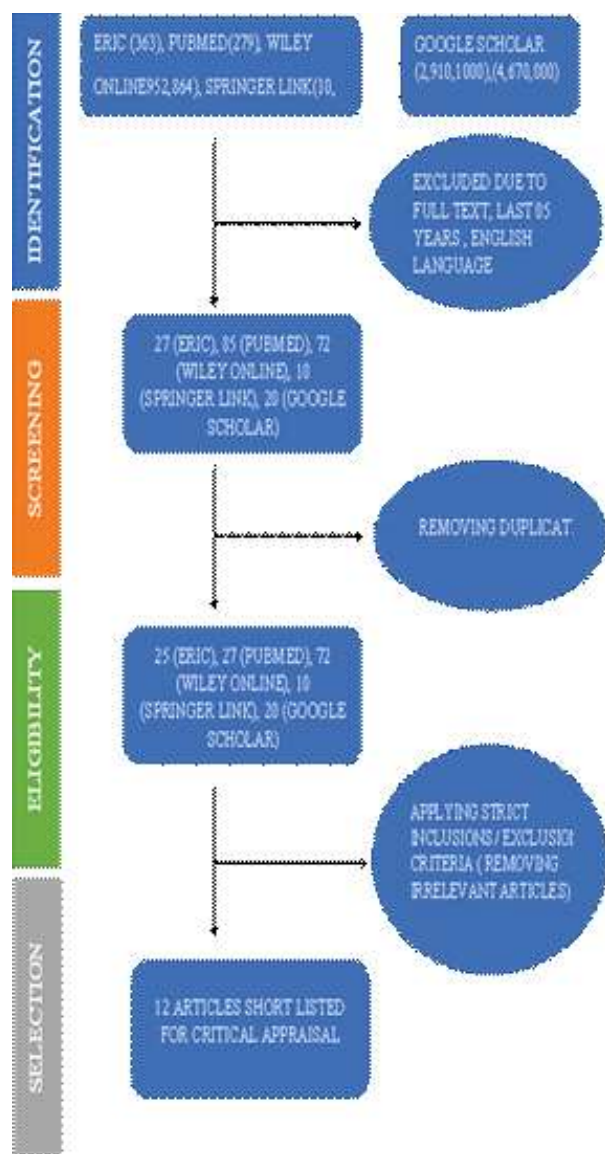 IDENTIFICATION
ERIC (363), PUBMED(279), WILEY
ONLINE952,864), SPRINGER LINK(10,
GOOGLE SCHOLAR
(2,910,1000),(4,670,000)
EXCLUDED DUE TO
FULL TEXT, LAST 05
YEARS , ENGLISH
LANGUAGE
SCREENING
27 (ERIC), 85 (PUBMED), 72
(WILEY ONLINE), 10
(SPRINGER LINK), 20 (GOOGLE
SCHOLAR)
REMOVING DUPLICAT
ELIGIBILITY
25 (ERIC), 27 (PUBMED), 72
(WILEY ONLINE), 10
(SPRINGER LINK), 20 (GOOGLE
SCHOLAR)
APPLYING STRICT
INCLUSIONS / EXCLUSION
CRITERIA ( REMOVING
IRRELEVANT ARTICLES)
SELECTION
12 ARTICLES SHORT LISTED
FOR CRITICAL APPRAISAL